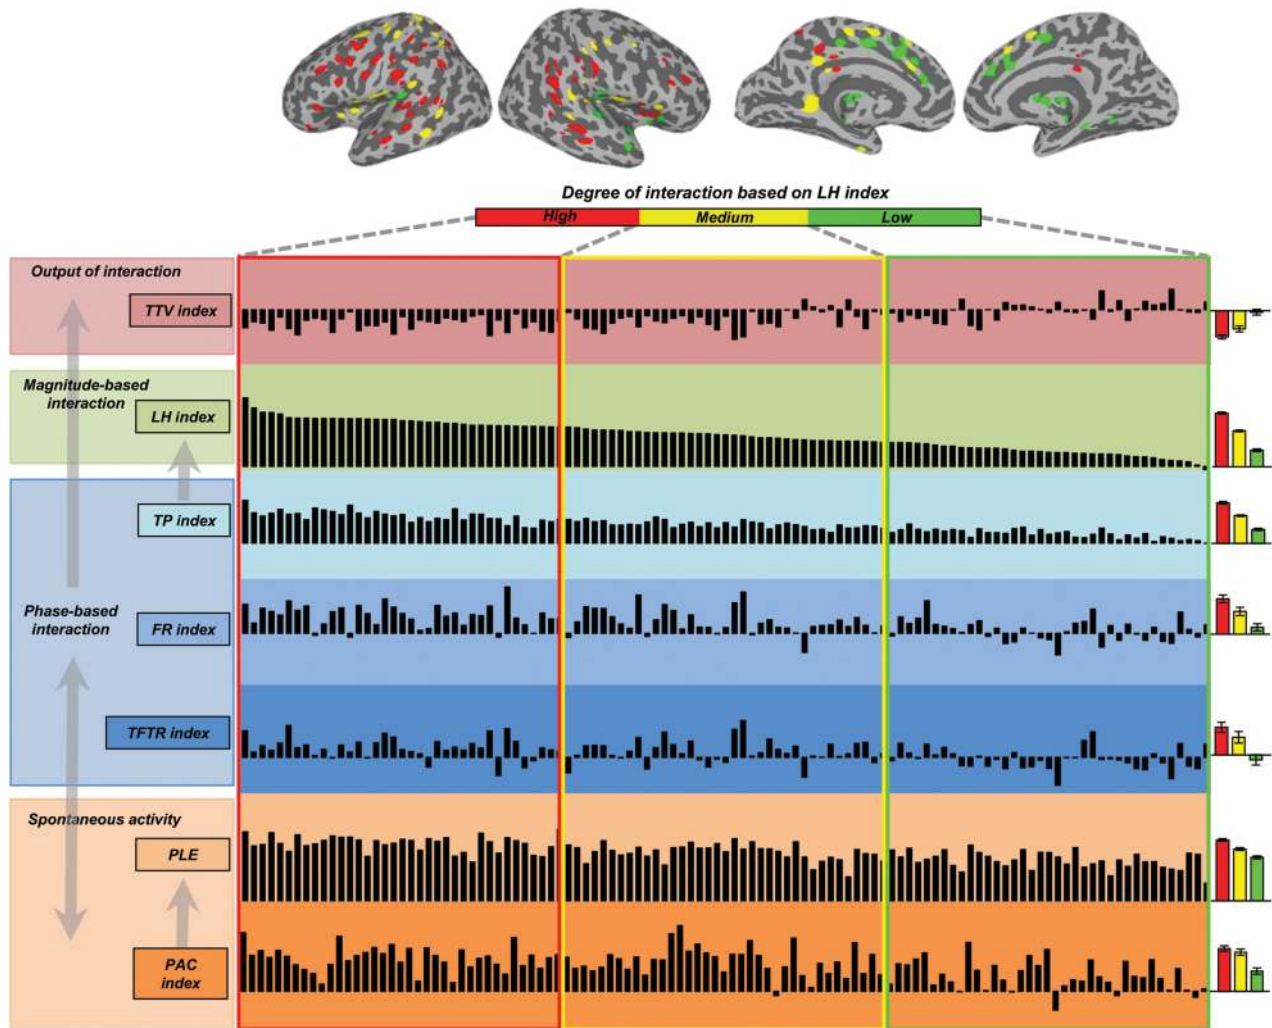 Degree of interaction based on LH index
High Medium Low
Output of interaction
TTV index
Magnitude-based
interaction
LH index
TP index
Phase-based
interaction
FR index
TFTR index
Spontaneous activity
PLE
PAC
index